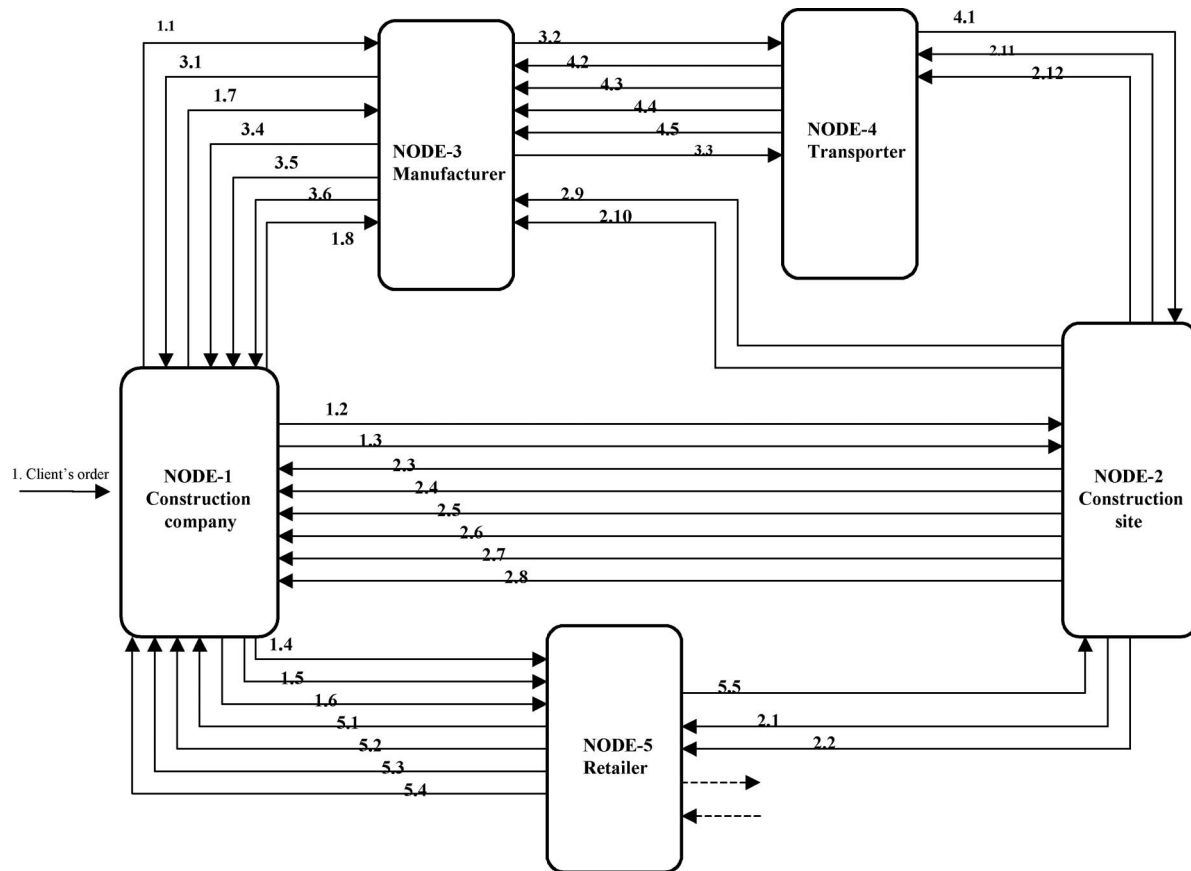 1.1
3.1
1.7
3.4
3.5
3.6
1.8
NODE-3
Manufacturer
3.2
4.2
4.3
4.4
4.5
3.3
2.9
2.10
NODE-4
Transporter
4.1
2.11
2.12
1. Client's order
NODE-1
Construction
company
1.2
1.3
2.3
2.4
2.5
2.6
2.7
2.8
NODE-2
Construction
site
1.4
1.5
1.6
5.1
5.2
5.3
5.4
NODE-5
Retailer
5.5
2.1
2.2